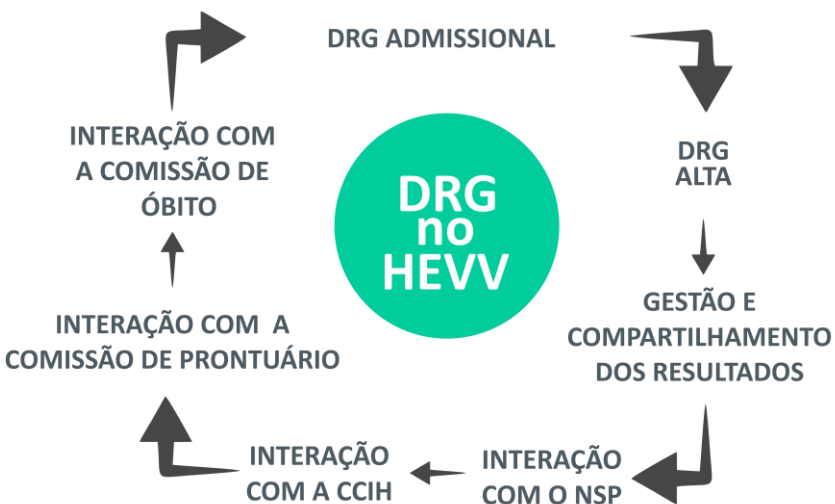 DRG ADMISSIONAL
DRG
ALTA
GESTÃO E
COMPARTILHAMENTO
DOS RESULTADOS
INTERAÇÃO
COM O NSP
INTERAÇÃO
COM A CCIH
INTERAÇÃO COM A
COMISSÃO DE PRONTUÁRIO
INTERAÇÃO COM
A COMISSÃO DE
ÓBITO
DRG
no
HEVV